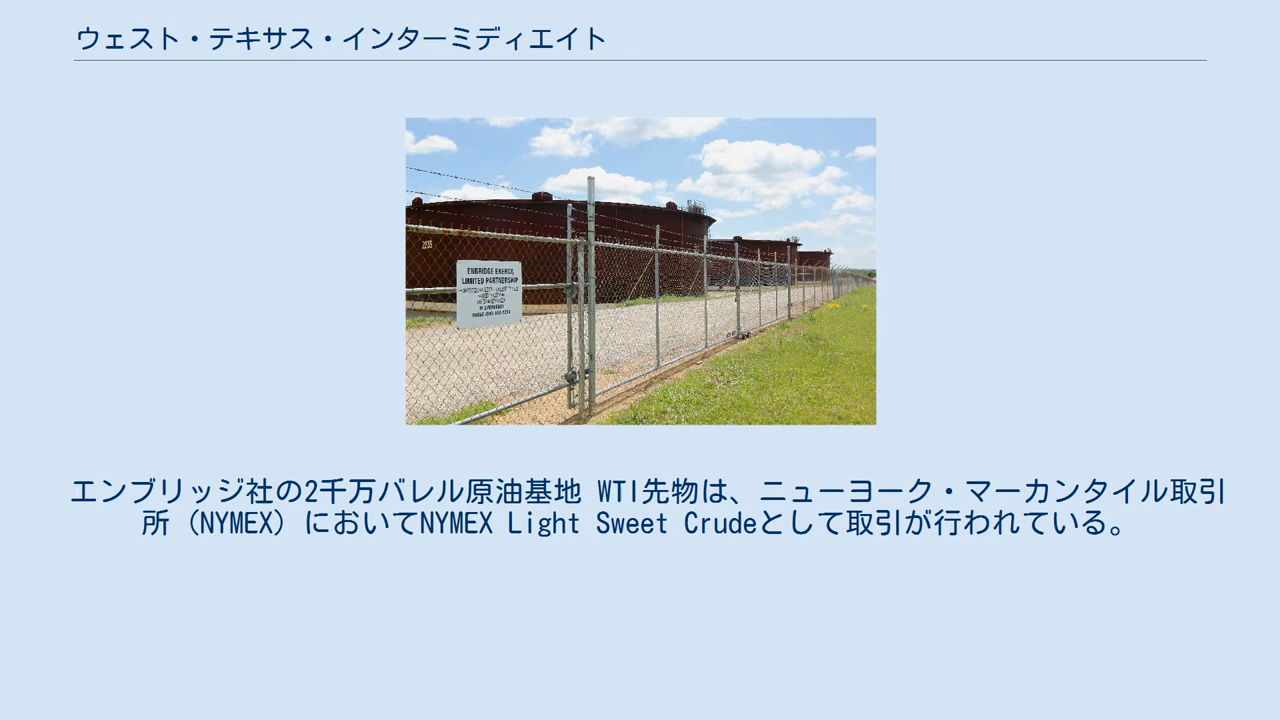 ウェスト・テキサス・インターミディエイト
2215
ENBRIDGE ENERGY,
LIMITED PARTNERSHIP
エンブリッジ社の2千万バレル原油基地 WTI先物は、ニューヨーク・マーカンタイル取引
所（NYMEX）においてNYMEX Light Sweet Crudeとして取引が行われている。